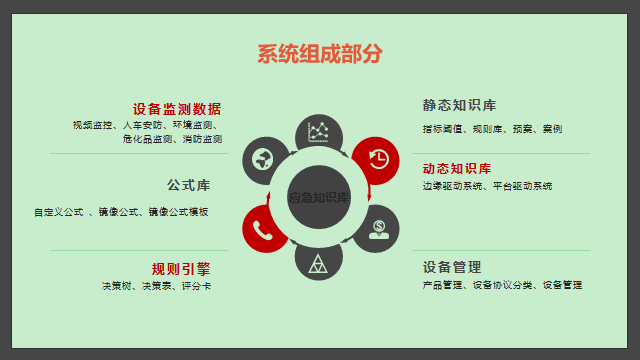 系统组成部分
设备监测数据
视频监控、人车安防、环境监测、
危化品监测、消防监测
公式库
自定义公式 、镜像公式、镜像公式模板
规则引擎
决策树、决策表、评分卡
应急知识库
静态知识库
指标阈值、规则库、预案、案例
动态知识库
边缘驱动系统、平台驱动系统
设备管理
产品管理、设备协议分类、设备管理